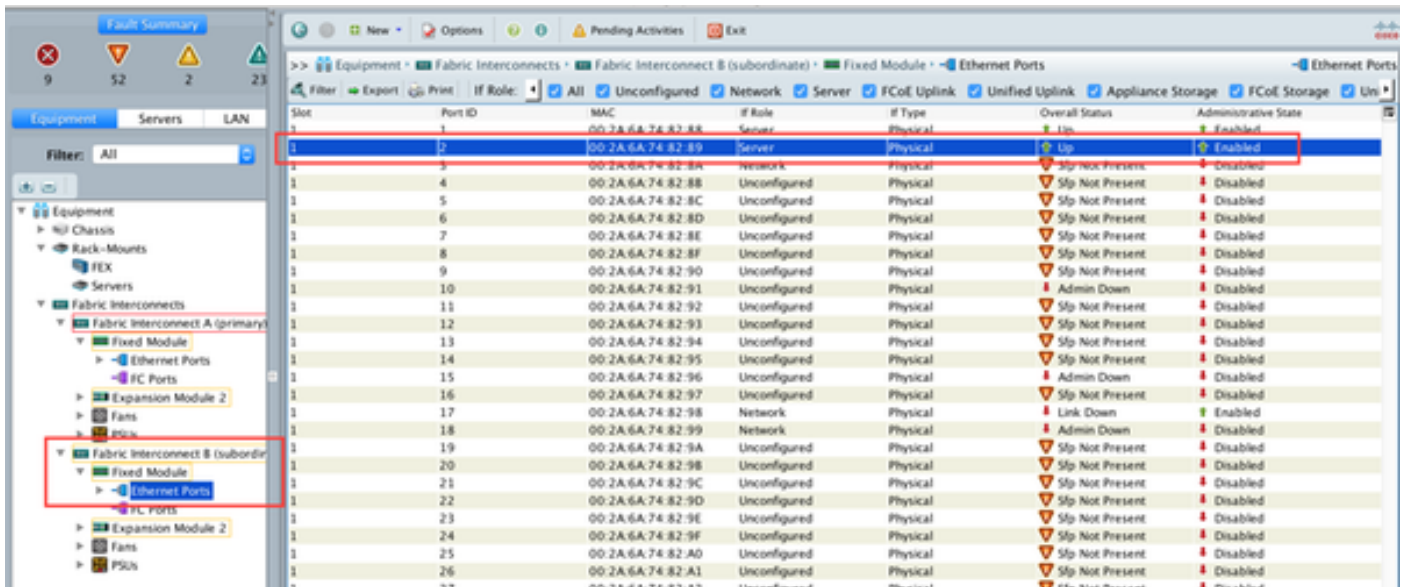 Fault Summary
9 52 2 23
Equipment Servers LAN
Filter: All
Equipment
Chassis
Rack-Mounts
FEX
Servers
Fabric Interconnects
Fabric Interconnect A (primary)
Fixed Module
Ethernet Ports
FC Ports
Expansion Module 2
Fans
PSUs
Fabric Interconnect B (subordin
Fixed Module
Ethernet Ports
FC Ports
Expansion Module 2
Fans
PSUs
New Options Pending Activities Exit
>> Equipment Fabric Interconnects Fabric Interconnect B (subordinate) Fixed Module Ethernet Ports Ethernet Ports
Filter Export Print If Role: All Unconfigured Network Server FCoE Uplink Unified Uplink Appliance Storage FCoE Storage Uni
Slot Port ID MAC If Role If Type Overall Status Administrative State
1 1 00:2A:6A:74:82:88 Server Physical Up Enabled
1 2 00:2A:6A:74:82:89 Server Physical Up Enabled
1 3 00:2A:6A:74:82:8A Network Physical Sfp Not Present Disabled
1 4 00:2A:6A:74:82:8B Unconfigured Physical Sfp Not Present Disabled
1 5 00:2A:6A:74:82:8C Unconfigured Physical Sfp Not Present Disabled
1 6 00:2A:6A:74:82:8D Unconfigured Physical Sfp Not Present Disabled
1 7 00:2A:6A:74:82:8E Unconfigured Physical Sfp Not Present Disabled
1 8 00:2A:6A:74:82:8F Unconfigured Physical Sfp Not Present Disabled
1 9 00:2A:6A:74:82:90 Unconfigured Physical Sfp Not Present Disabled
1 10 00:2A:6A:74:82:91 Unconfigured Physical Admin Down Disabled
1 11 00:2A:6A:74:82:92 Unconfigured Physical Sfp Not Present Disabled
1 12 00:2A:6A:74:82:93 Unconfigured Physical Sfp Not Present Disabled
1 13 00:2A:6A:74:82:94 Unconfigured Physical Sfp Not Present Disabled
1 14 00:2A:6A:74:82:95 Unconfigured Physical Sfp Not Present Disabled
1 15 00:2A:6A:74:82:96 Unconfigured Physical Admin Down Disabled
1 16 00:2A:6A:74:82:97 Unconfigured Physical Sfp Not Present Disabled
1 17 00:2A:6A:74:82:98 Network Physical Link Down Enabled
1 18 00:2A:6A:74:82:99 Network Physical Admin Down Disabled
1 19 00:2A:6A:74:82:9A Unconfigured Physical Sfp Not Present Disabled
1 20 00:2A:6A:74:82:9B Unconfigured Physical Sfp Not Present Disabled
1 21 00:2A:6A:74:82:9C Unconfigured Physical Sfp Not Present Disabled
1 22 00:2A:6A:74:82:9D Unconfigured Physical Sfp Not Present Disabled
1 23 00:2A:6A:74:82:9E Unconfigured Physical Sfp Not Present Disabled
1 24 00:2A:6A:74:82:9F Unconfigured Physical Sfp Not Present Disabled
1 25 00:2A:6A:74:82:A0 Unconfigured Physical Sfp Not Present Disabled
1 26 00:2A:6A:74:82:A1 Unconfigured Physical Sfp Not Present Disabled